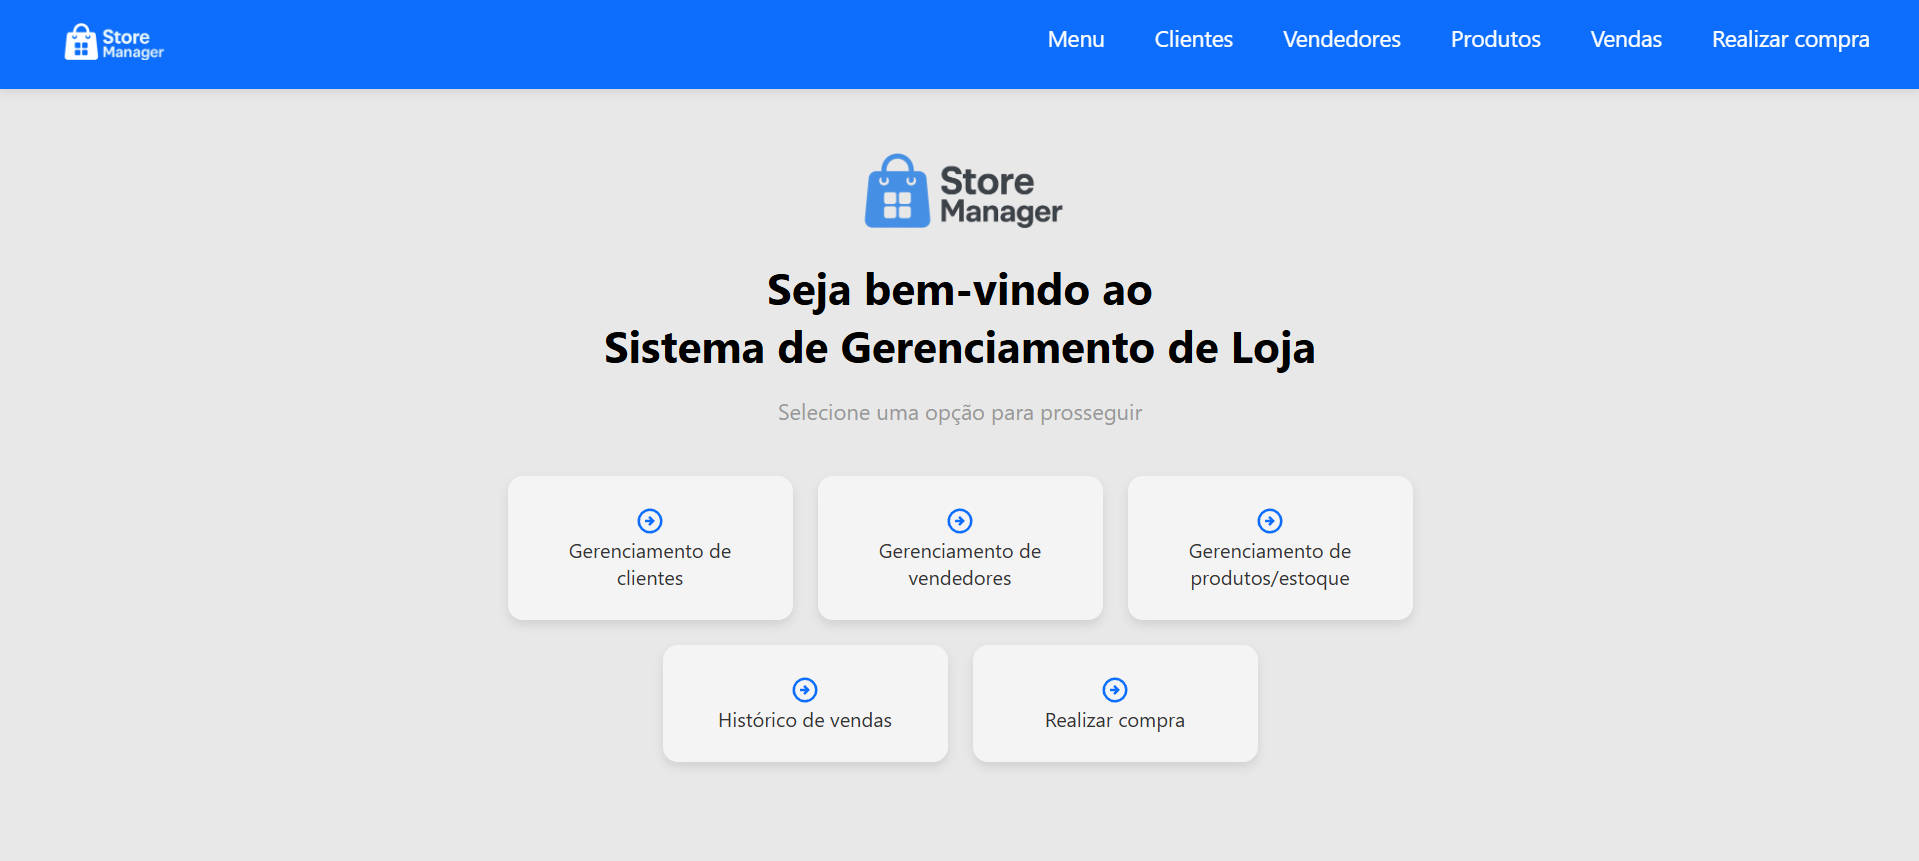 Store
Manager
Menu
Clientes
Vendedores
Produtos
Vendas
Realizar compra
Store
Manager
Seja bem-vindo ao
Sistema de Gerenciamento de Loja
Selecione uma opção para prosseguir
Gerenciamento de
clientes
Gerenciamento de
vendedores
Gerenciamento de
produtos/estoque
Histórico de vendas
Realizar compra